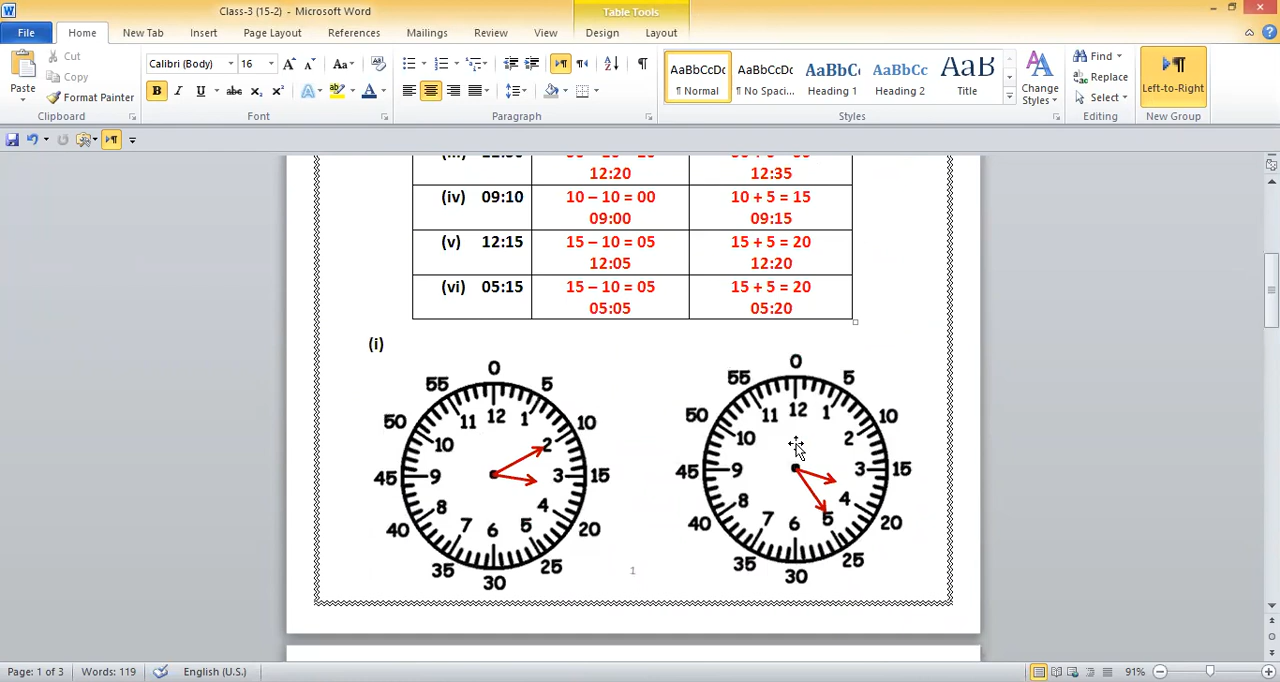 Class-3 (15-2) - Microsoft Word
Table Tools
File Home New Tab Insert Page Layout References Mailings Review View Design Layout
Paste
Cut
Copy
Format Painter
Clipboard
Calibri (Body) 16
Font
Paragraph
AaBbCcDc AaBbCcDc AaBbC AaBbCc AaB
¶ Normal ¶ No Spaci... Heading 1 Heading 2 Title
Change Styles
Styles
Find
Replace
Select
Editing
Left-to-Right
New Group
12:20 12:35
(iv) 09:10 10 – 10 = 00 10 + 5 = 15
09:00 09:15
(v) 12:15 15 – 10 = 05 15 + 5 = 20
12:05 12:20
(vi) 05:15 15 – 10 = 05 15 + 5 = 20
05:05 05:20
(i)
0 5 10 15 20 25 30 35 40 45 50 55
12 1 2 3 4 5 6 7 8 9 10 11
0 5 10 15 20 25 30 35 40 45 50 55
12 1 2 3 4 5 6 7 8 9 10 11
1
Page: 1 of 3 Words: 119 English (U.S.) 91%